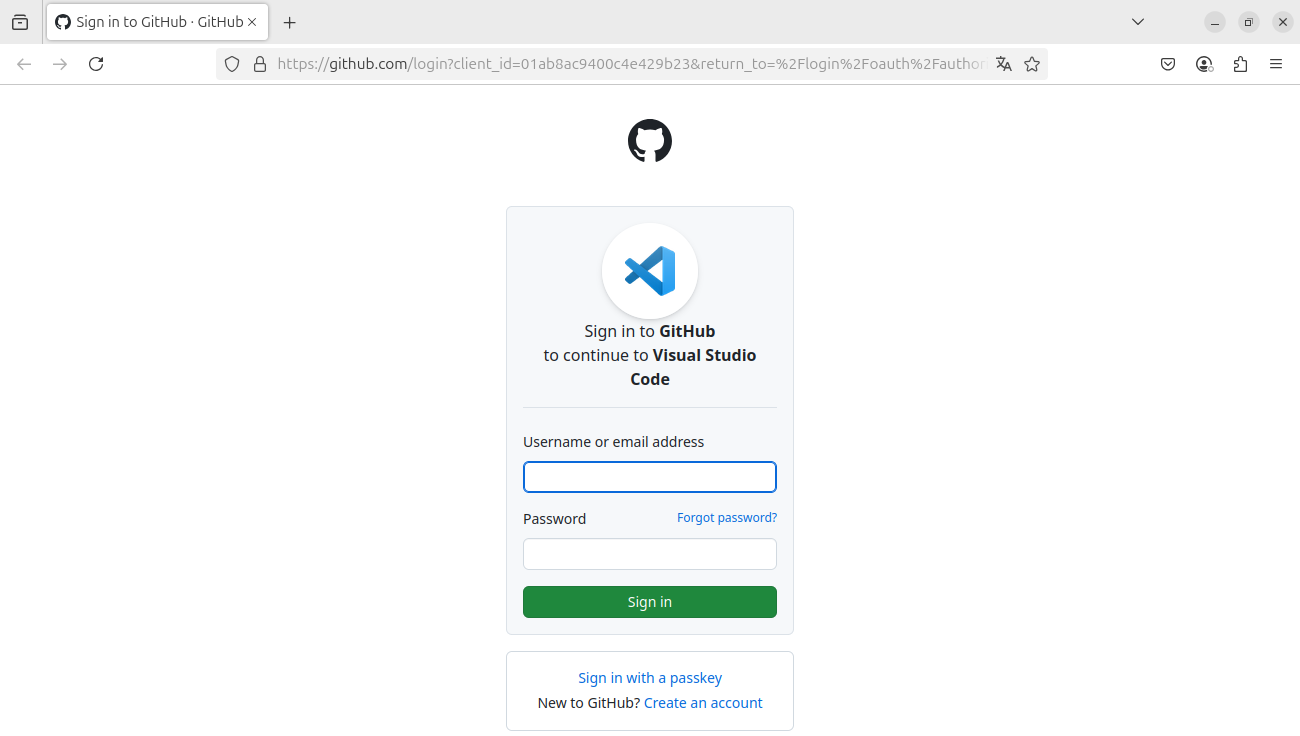 Sign in to GitHub · GitHub
https://github.com/login?client_id=01ab8ac9400c4e429b23&return_to=%2Flogin%2Foauth%2Fauthori
Sign in to GitHub
to continue to Visual Studio
Code
Username or email address
Password
Forgot password?
Sign in
Sign in with a passkey
New to GitHub? Create an account